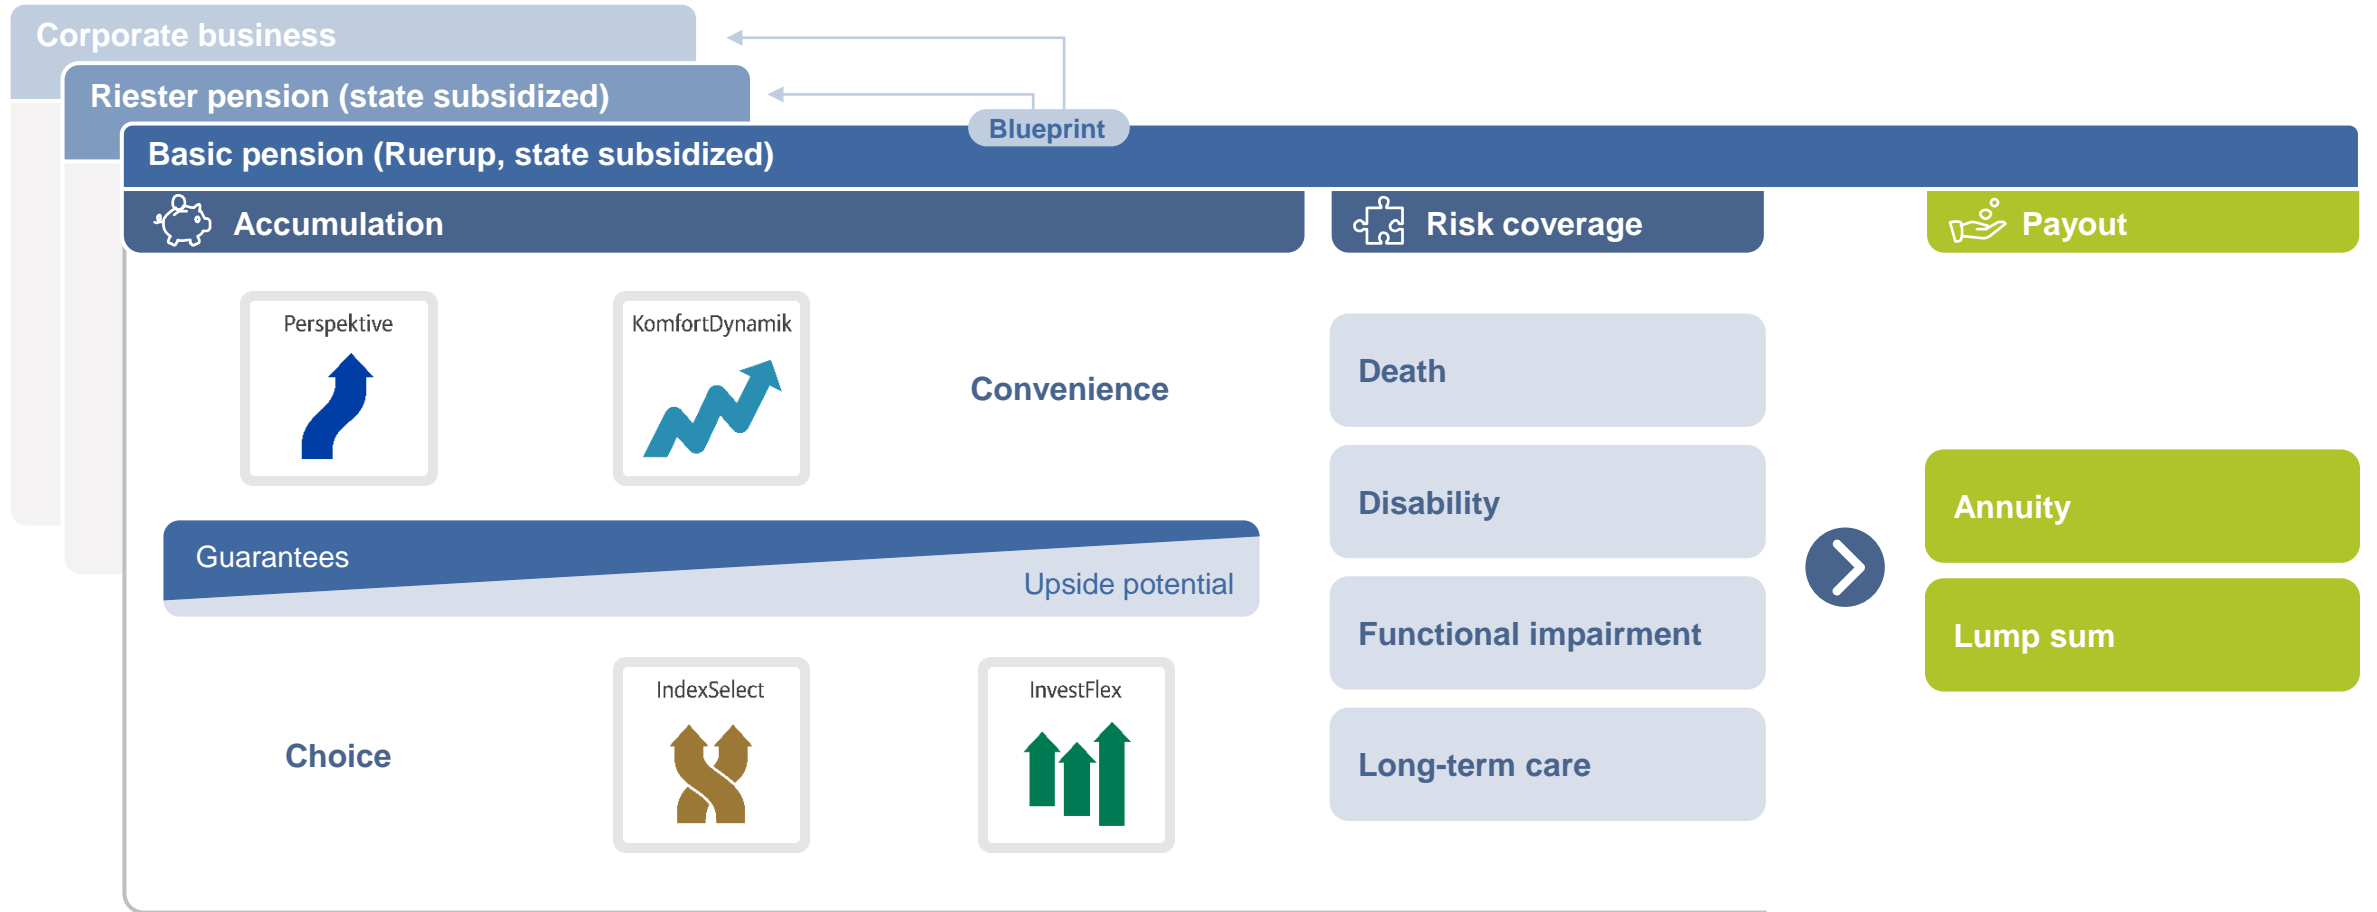 Corporate business
Riester pension (state subsidized)
Blueprint
Basic pension (Ruerup, state subsidized)
Accumulation
Risk coverage
Payout
Perspektive
KomfortDynamik
Convenience
Guarantees
Upside potential
Choice
IndexSelect
InvestFlex
Death
Disability
Functional impairment
Long-term care
Annuity
Lump sum